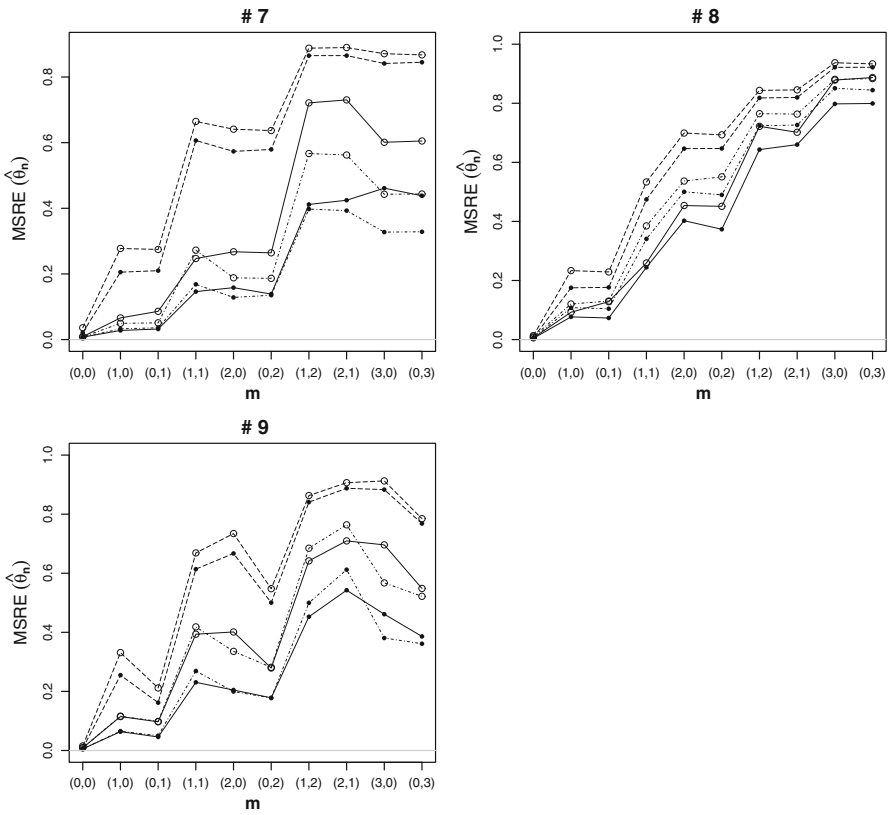 # 7
MSRE (θ̂n)
0.0 0.2 0.4 0.6 0.8
(0,0) (1,0) (0,1) (1,1) (2,0) (0,2) (1,2) (2,1) (3,0) (0,3)
m
# 8
MSRE (θ̂n)
0.0 0.2 0.4 0.6 0.8 1.0
(0,0) (1,0) (0,1) (1,1) (2,0) (0,2) (1,2) (2,1) (3,0) (0,3)
m
# 9
MSRE (θ̂n)
0.0 0.2 0.4 0.6 0.8 1.0
(0,0) (1,0) (0,1) (1,1) (2,0) (0,2) (1,2) (2,1) (3,0) (0,3)
m